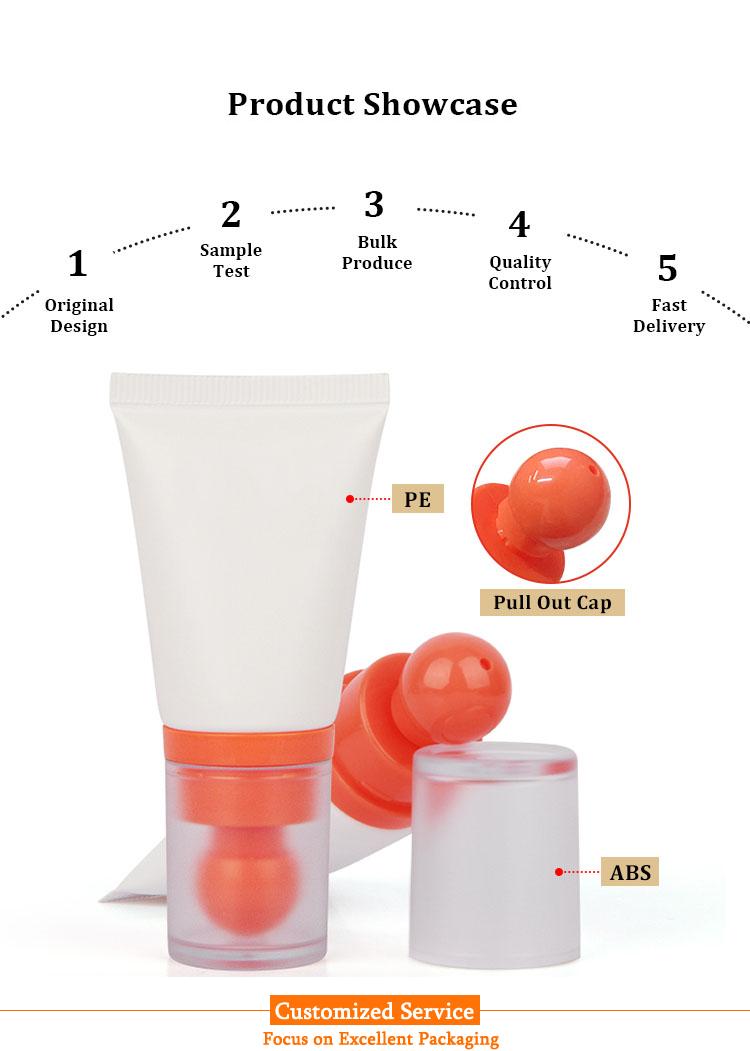 Product Showcase
1
Original
Design
2
Sample
Test
3
Bulk
Produce
4
Quality
Control
5
Fast
Delivery
PE
Pull Out Cap
ABS
Customized Service
Focus on Excellent Packaging